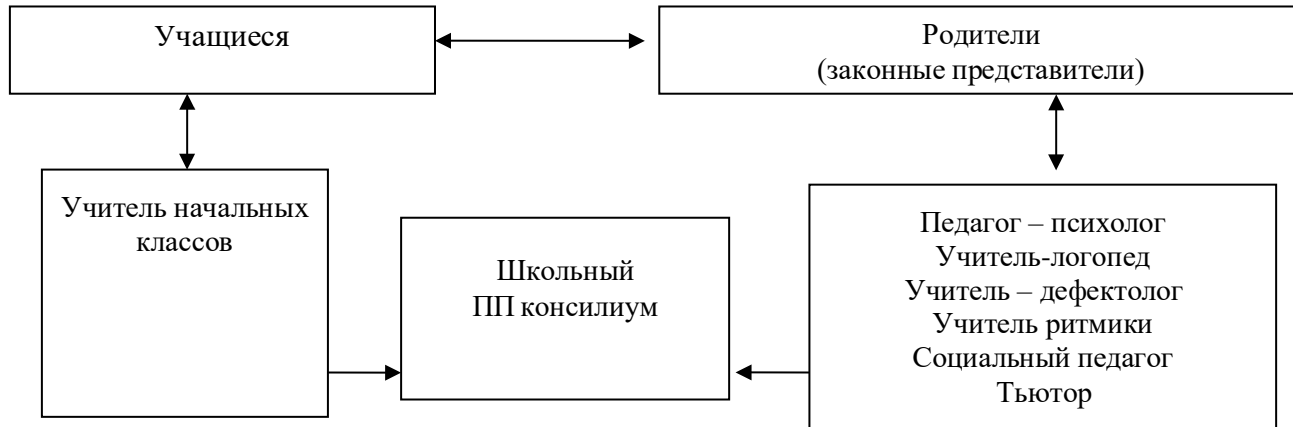 Учащиеся
Родители
(законные представители)
Учитель начальных
классов
Школьный
ПП консилиум
Педагог – психолог
Учитель-логопед
Учитель – дефектолог
Учитель ритмики
Социальный педагог
Тьютор